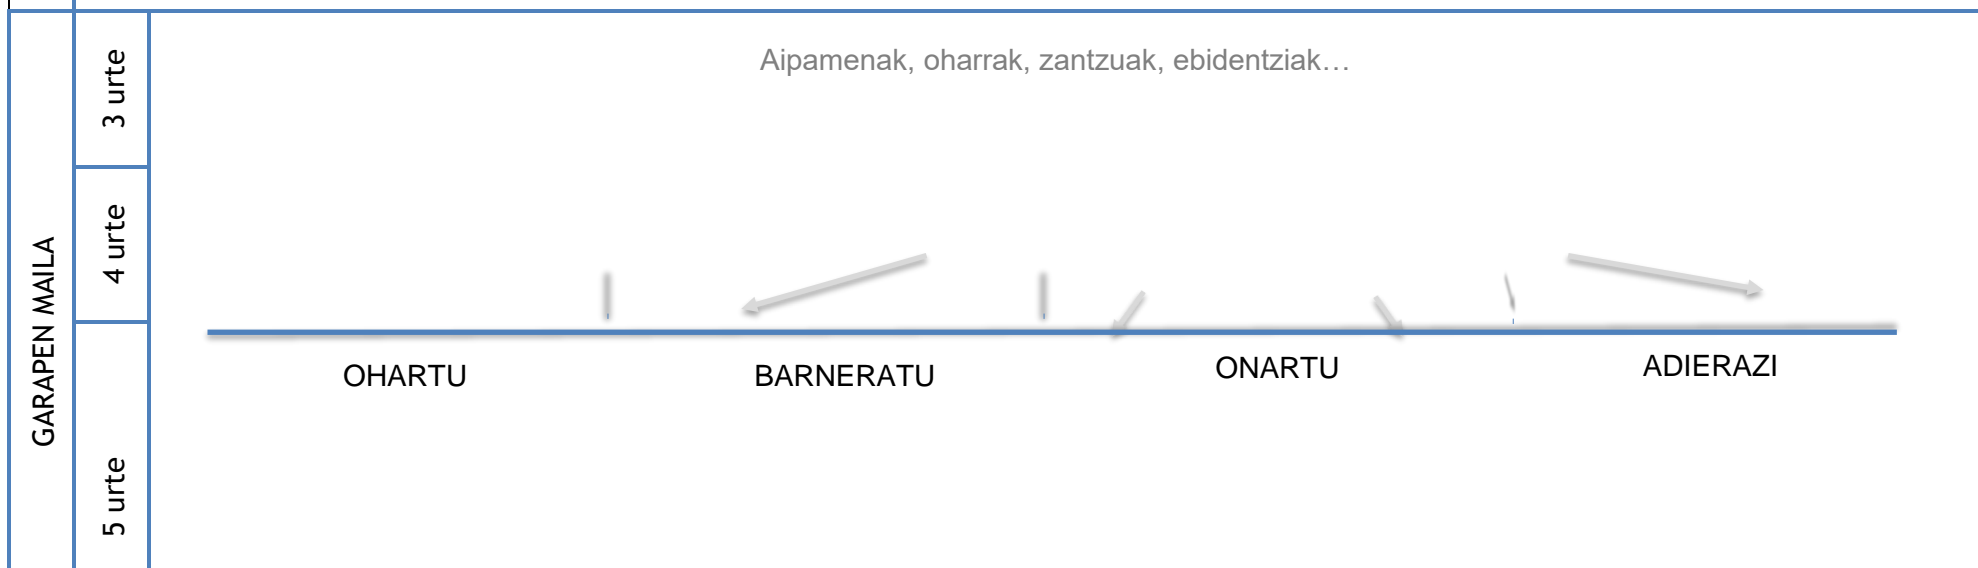 GARAPEN MAILA
3 urte
4 urte
5 urte
Aipamenak, oharrak, zantzuak, ebidentziak…
OHARTU
BARNERATU
ONARTU
ADIERAZI